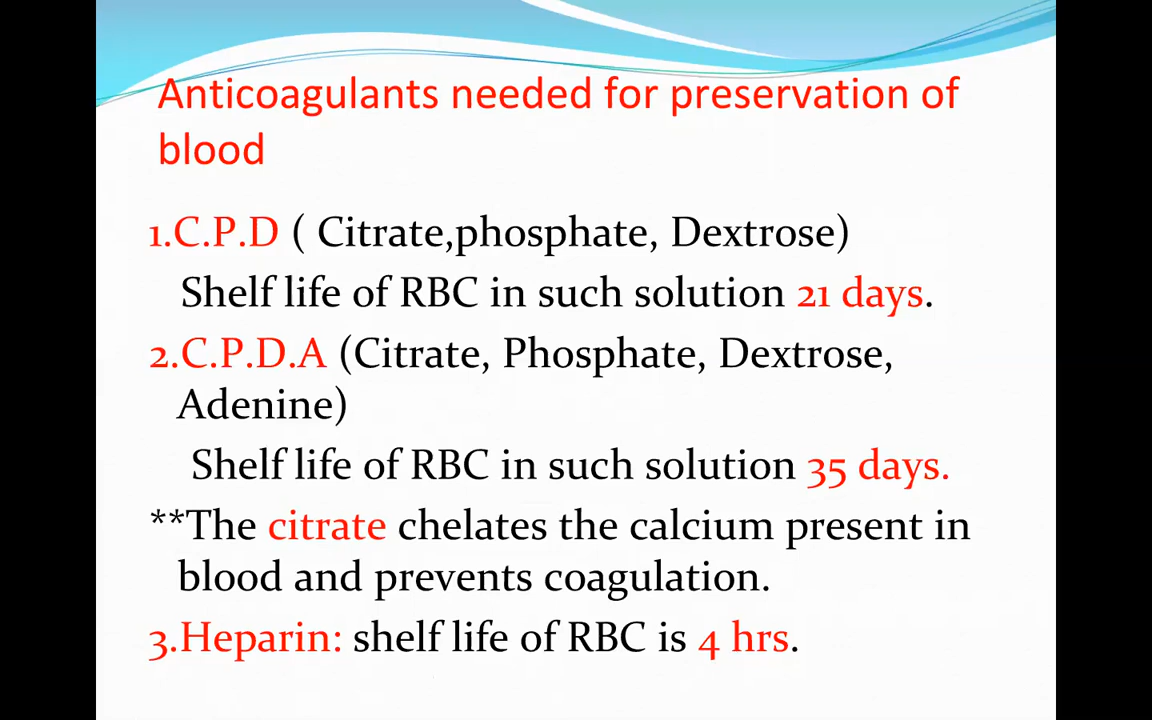 Anticoagulants needed for preservation of
blood
1.C.P.D ( Citrate,phosphate, Dextrose)
Shelf life of RBC in such solution 21 days.
2.C.P.D.A (Citrate, Phosphate, Dextrose,
Adenine)
Shelf life of RBC in such solution 35 days.
**The citrate chelates the calcium present in
blood and prevents coagulation.
3.Heparin: shelf life of RBC is 4 hrs.